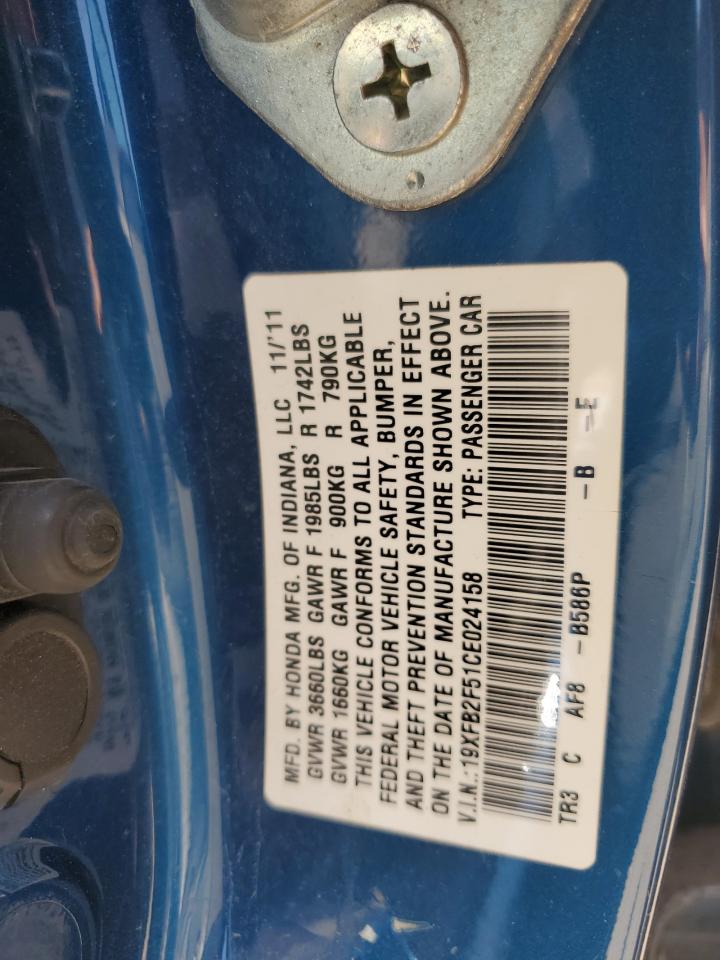 MFD. BY HONDA MFG. OF INDIANA, LLC 11/'11
GVWR 3660LBS GAWR F 1985LBS R 1742LBS
GVWR 1660KG GAWR F 900KG R 790KG
THIS VEHICLE CONFORMS TO ALL APPLICABLE
FEDERAL MOTOR VEHICLE SAFETY, BUMPER,
AND THEFT PREVENTION STANDARDS IN EFFECT
ON THE DATE OF MANUFACTURE SHOWN ABOVE.
V.I.N.:19XFB2F51CE024158 TYPE: PASSENGER CAR
TR3 C AF8 -B586P -B -E